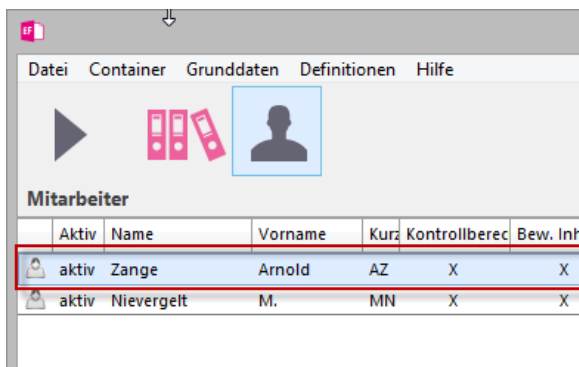 EF
Datei Container Grunddaten Definitionen Hilfe
Mitarbeiter
Aktiv Name Vorname Kurz Kontrollberec Bew. Inh
aktiv Zange Arnold AZ X X
aktiv Nievergelt M. MN X X